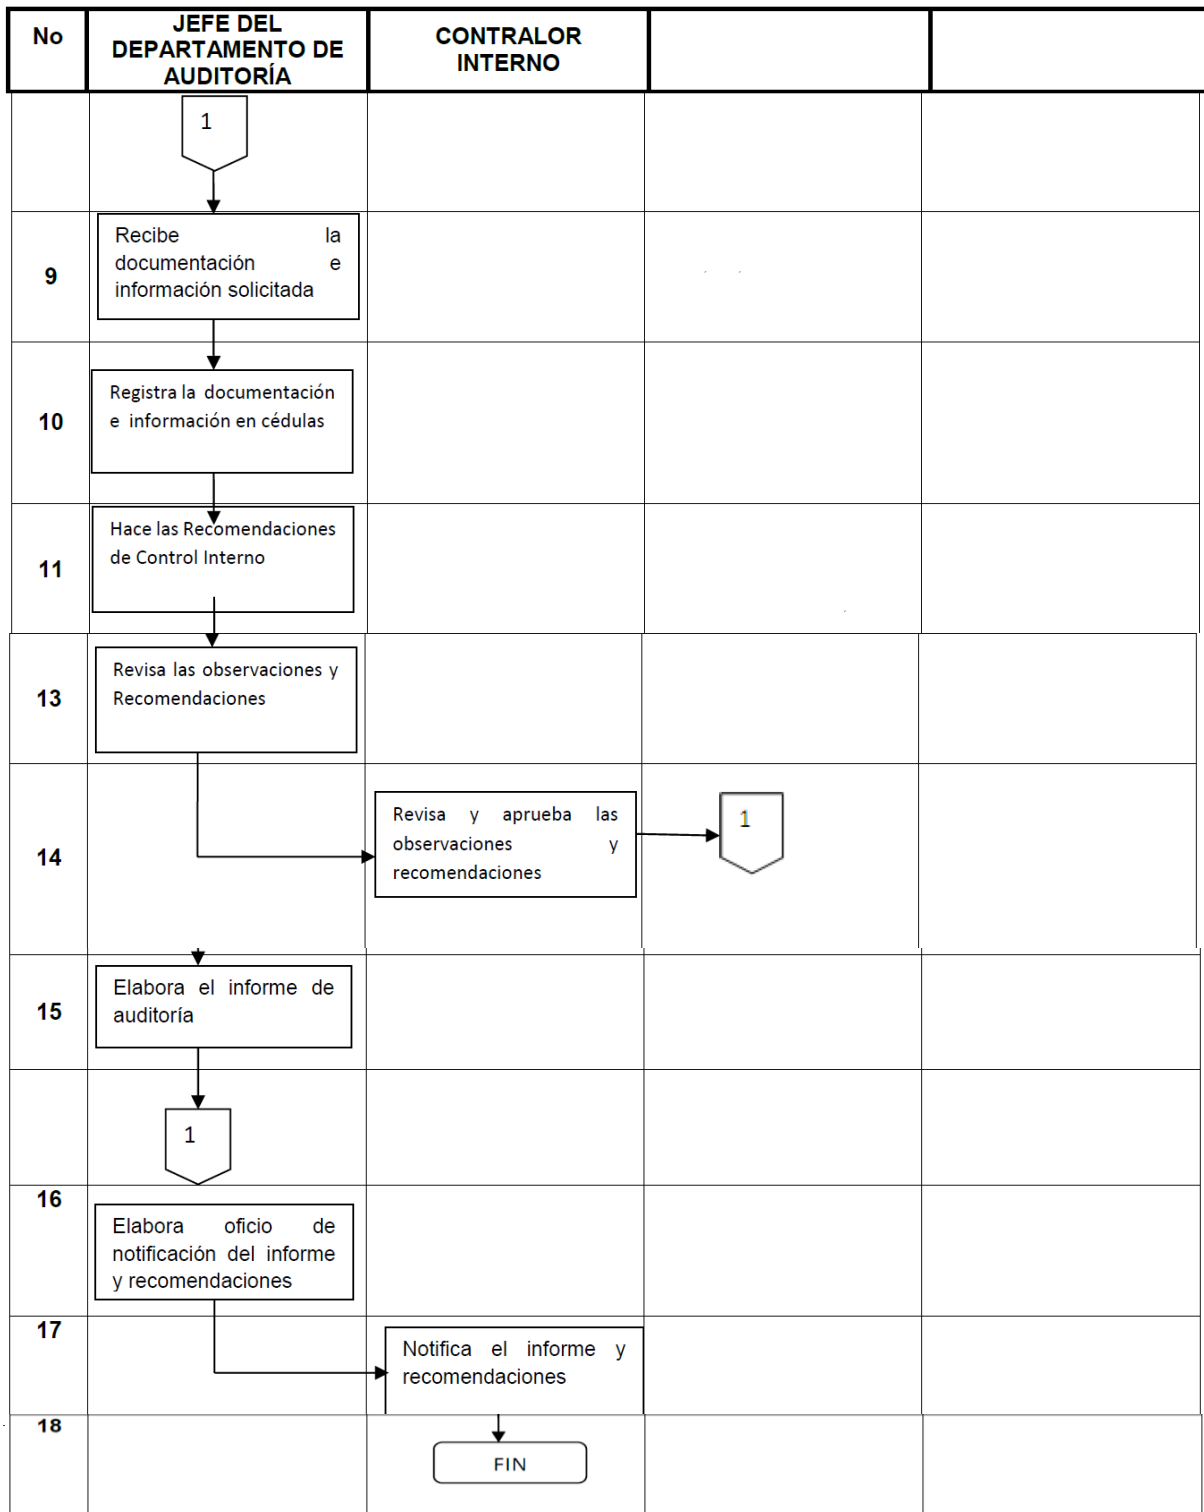 No
JEFE DEL
DEPARTAMENTO DE
AUDITORÍA
CONTRALOR
INTERNO
1
9
Recibe la
documentación e
información solicitada
10
Registra la documentación
e información en cédulas
11
Hace las Recomendaciones
de Control Interno
13
Revisa las observaciones y
Recomendaciones
14
Revisa y aprueba las
observaciones y
recomendaciones
1
15
Elabora el informe de
auditoría
1
16
Elabora oficio de
notificación del informe
y recomendaciones
17
Notifica el informe y
recomendaciones
18
FIN